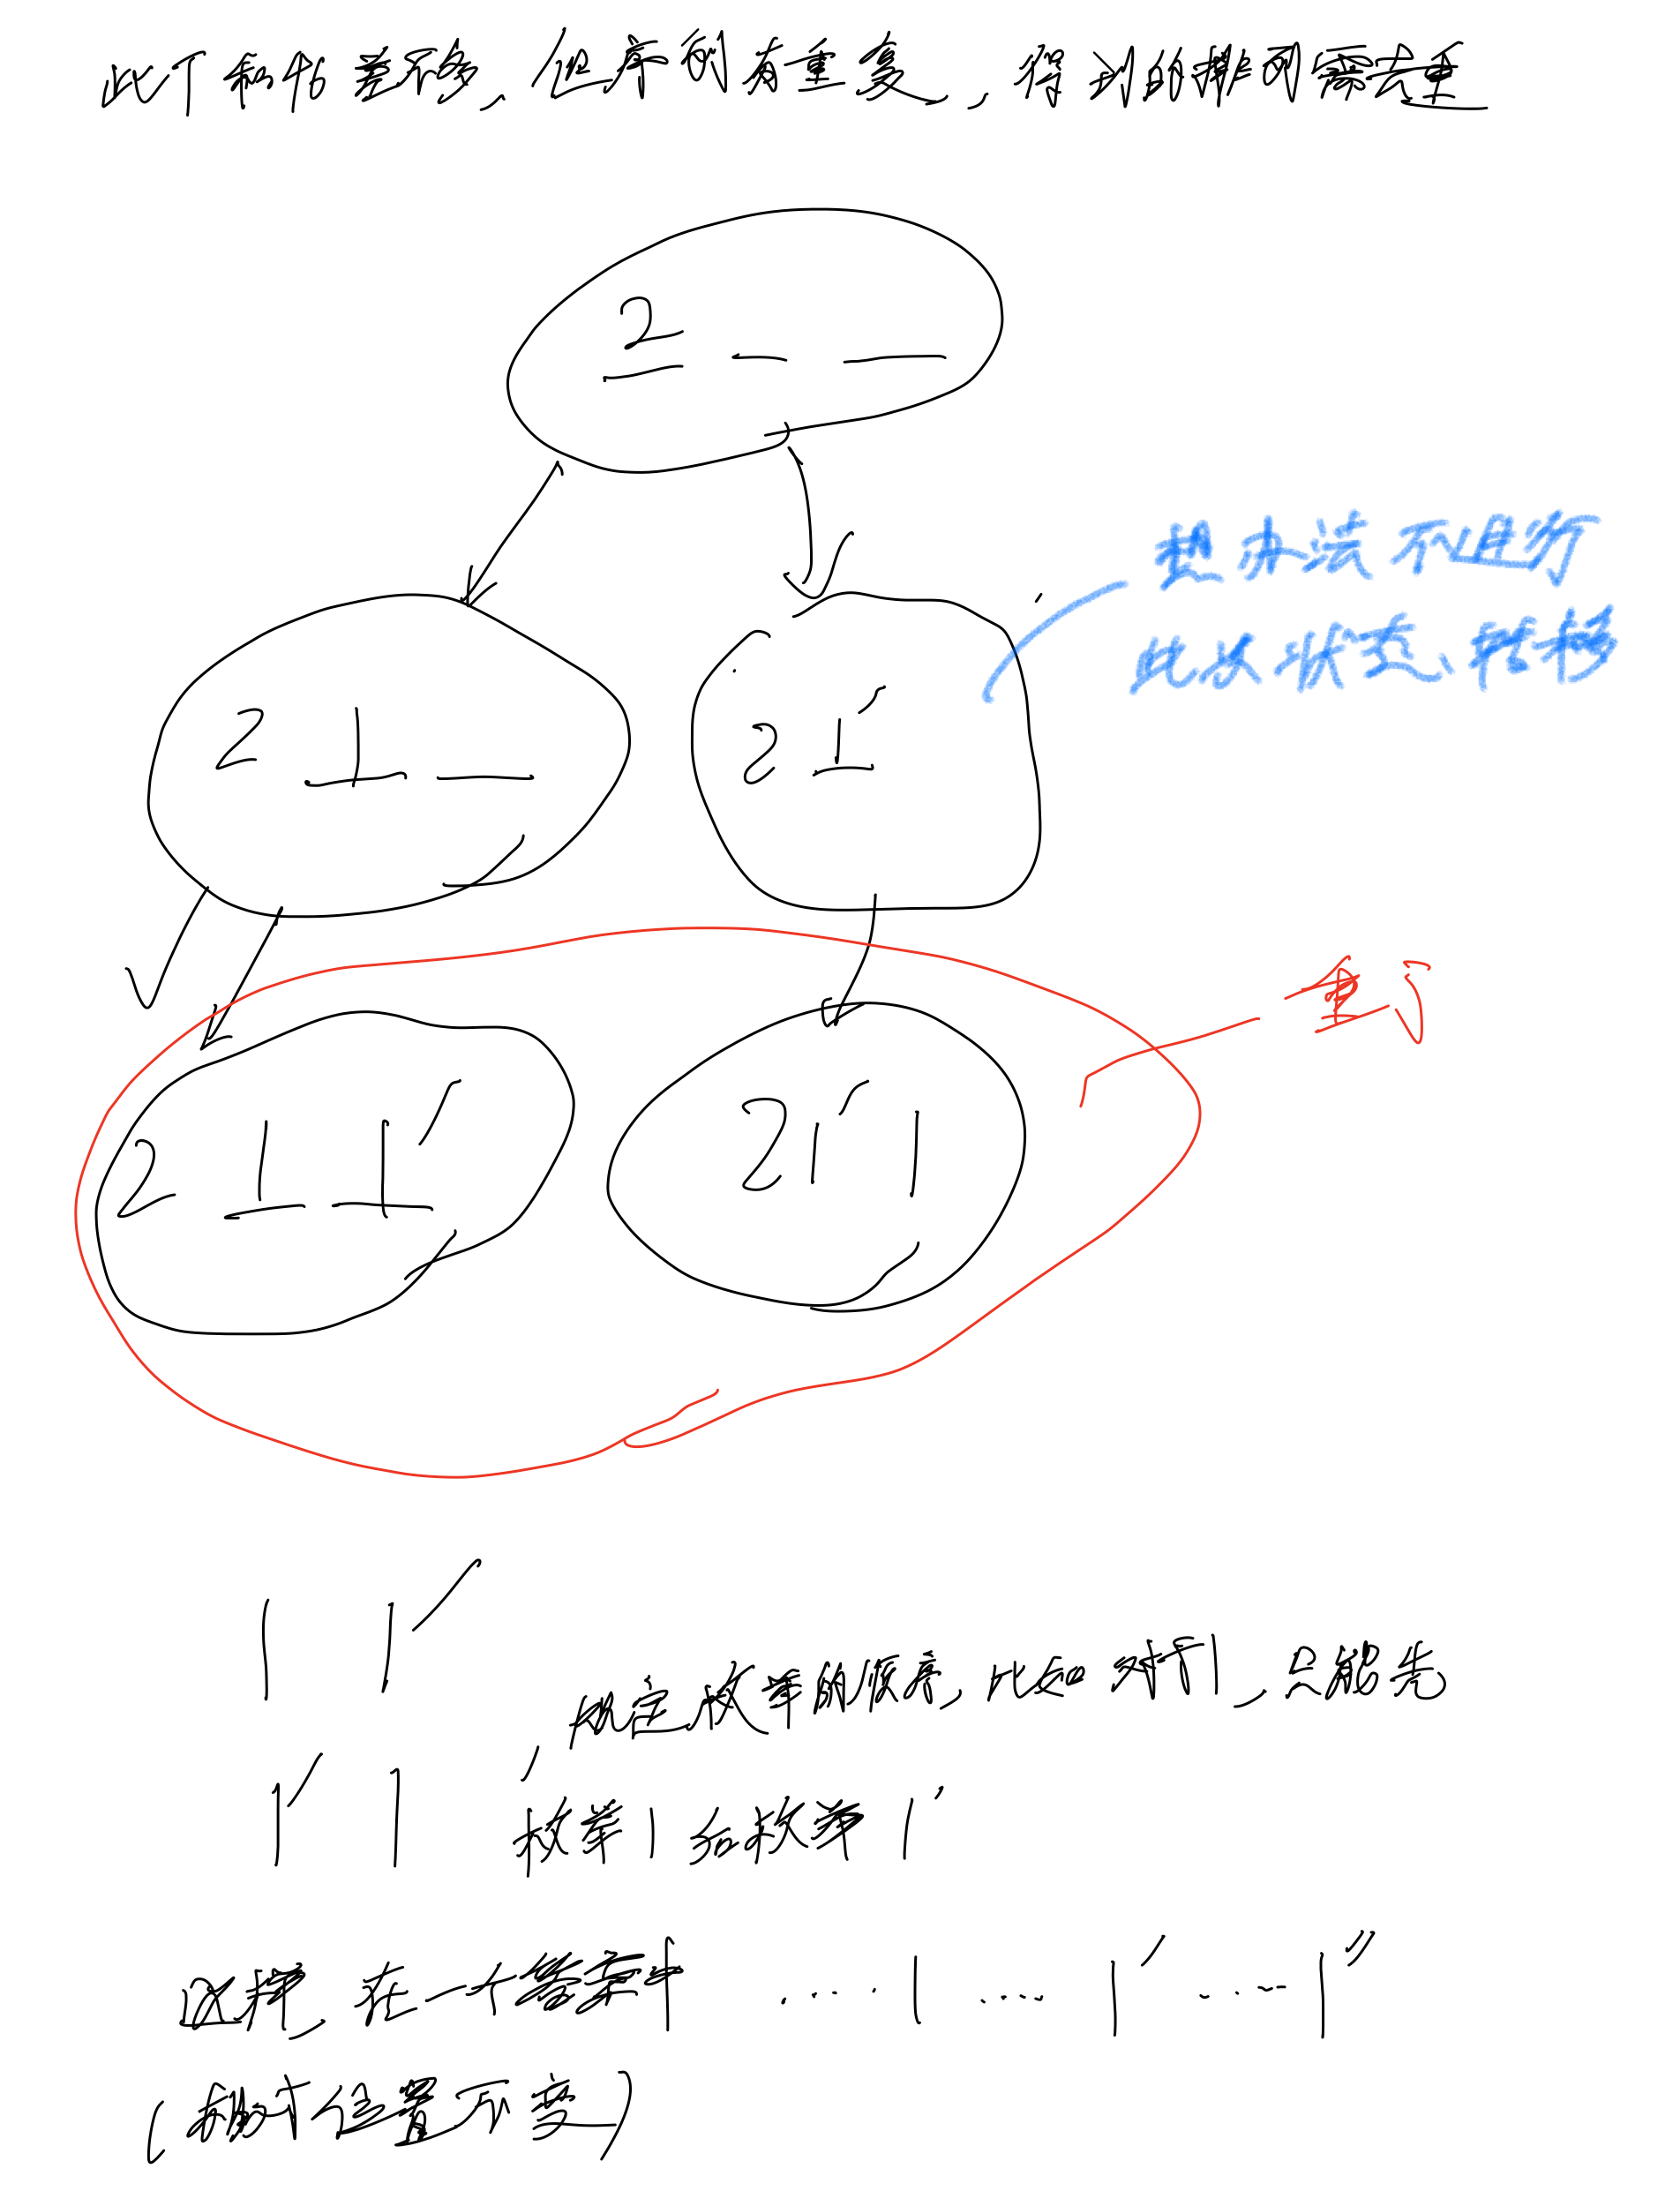 此下和书差不多、但序列有重复，得到的排列需去重
2 _ _
想办法不进行
此次状态转移
2 1 _
2 1'
重了
2 1 1'
2 1' 1
1 1'
1' 1
，规定枚举的顺序，比如对于1，只能先
枚举1 和枚举1'
这样，在一个答案中 .... 1 .... 1' .... 1''
(相对位置不变)